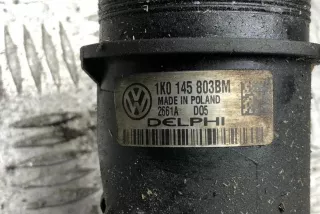 1K0 145 803BM
MADE IN POLAND
2661A D05
DELPHI